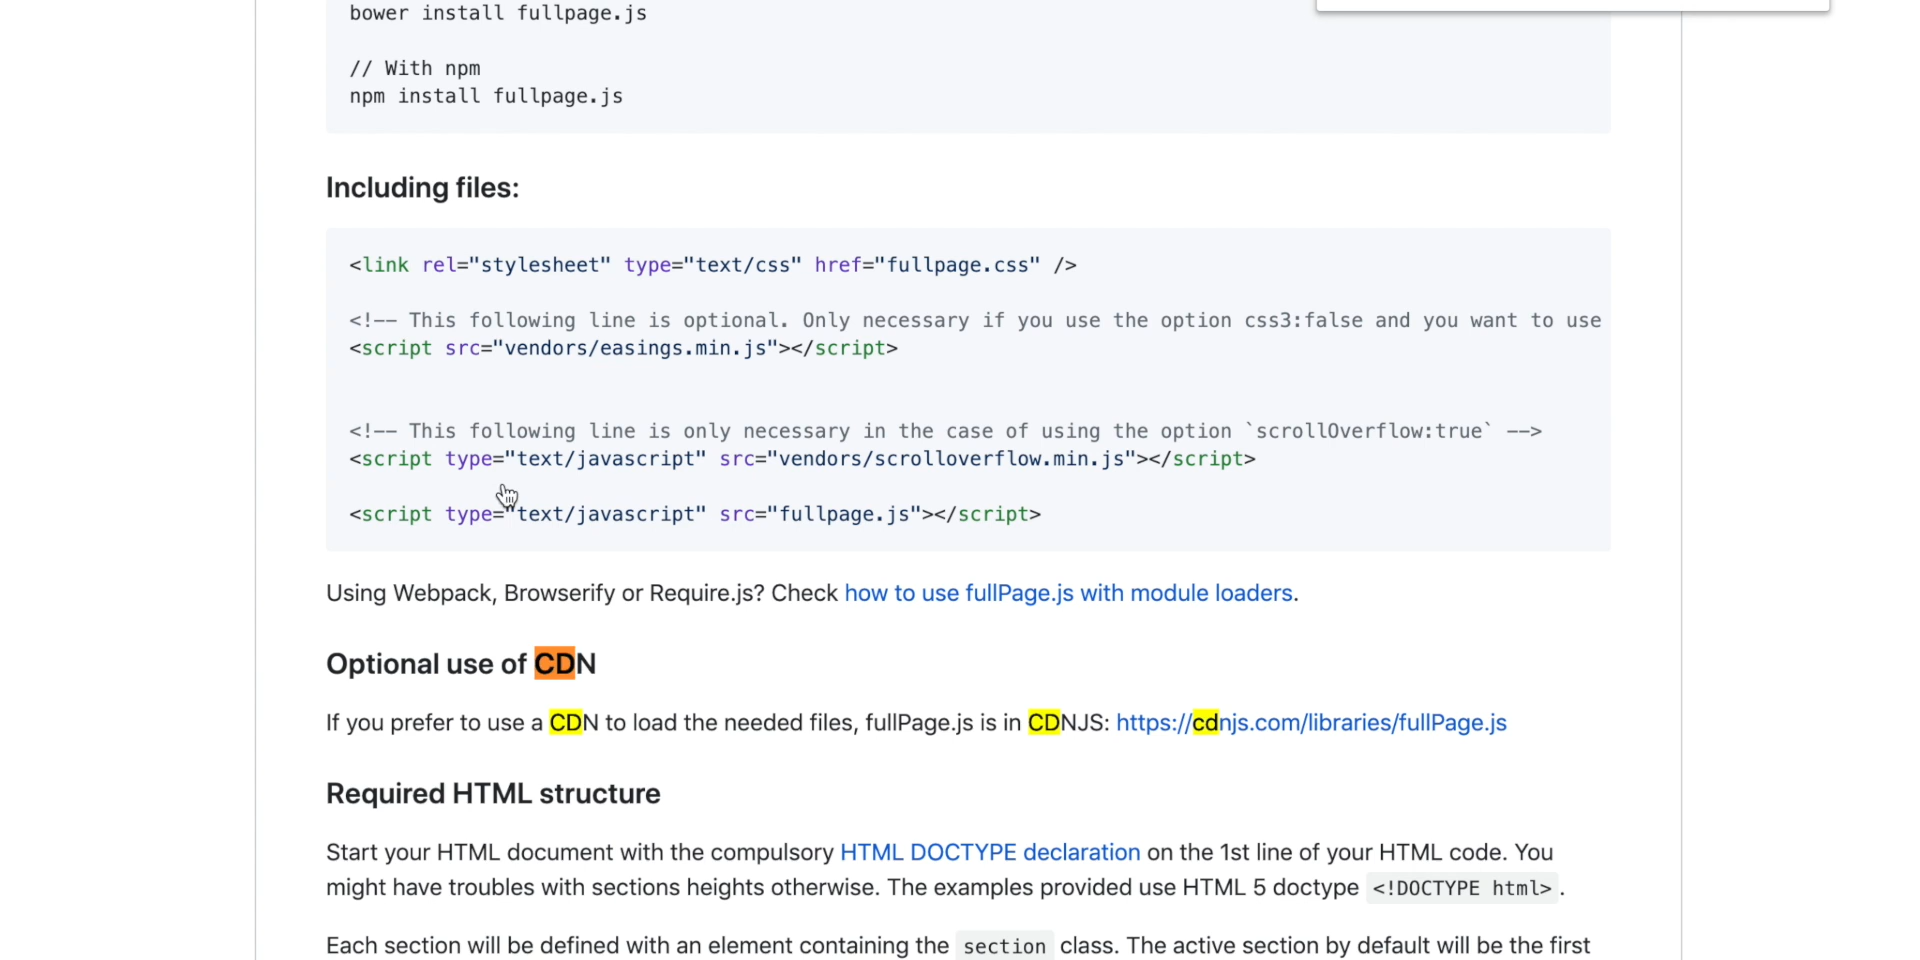 bower install fullpage.js
// With npm
npm install fullpage.js
Including files:
<link rel="stylesheet" type="text/css" href="fullpage.css" />
<!-- This following line is optional. Only necessary if you use the option css3:false and you want to use
<script src="vendors/easings.min.js"></script>
<!-- This following line is only necessary in the case of using the option `scrollOverflow:true` -->
<script type="text/javascript" src="vendors/scrolloverflow.min.js"></script>
<script type="text/javascript" src="fullpage.js"></script>
Using Webpack, Browserify or Require.js? Check how to use fullPage.js with module loaders.
Optional use of CDN
If you prefer to use a CDN to load the needed files, fullPage.js is in CDNJS: https://cdnjs.com/libraries/fullPage.js
Required HTML structure
Start your HTML document with the compulsory HTML DOCTYPE declaration on the 1st line of your HTML code. You
might have troubles with sections heights otherwise. The examples provided use HTML 5 doctype <!DOCTYPE html> .
Each section will be defined with an element containing the section class. The active section by default will be the first